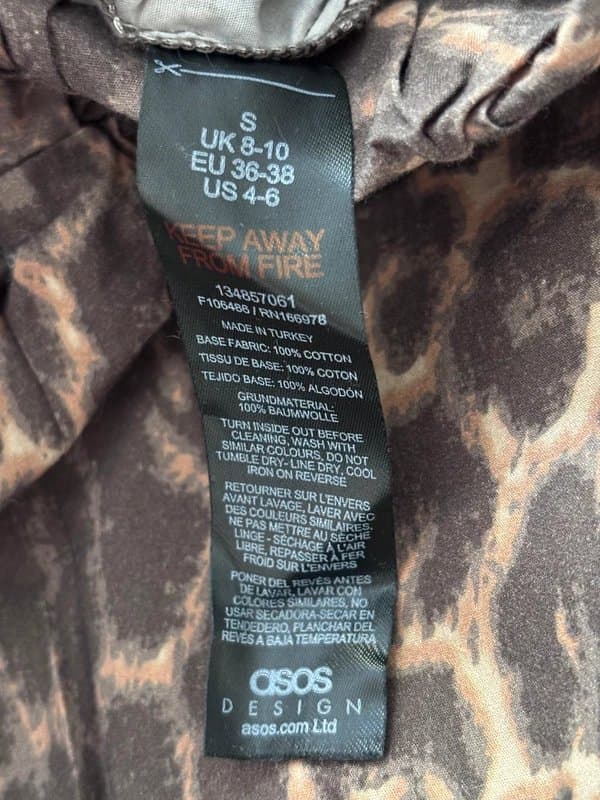 S
UK 8-10
EU 36-38
US 4-6
KEEP AWAY
FROM FIRE
134857061
F106486 / RN166978
MADE IN TURKEY
BASE FABRIC: 100% COTTON
TISSU DE BASE: 100% COTON
TEJIDO BASE: 100% ALGODÓN
GRUNDMATERIAL:
100% BAUMWOLLE
TURN INSIDE OUT BEFORE
CLEANING, WASH WITH
SIMILAR COLOURS, DO NOT
TUMBLE DRY- LINE DRY, COOL
IRON ON REVERSE
RETOURNER SUR L'ENVERS
AVANT LAVAGE, LAVER AVEC
DES COULEURS SIMILAIRES,
NE PAS METTRE AU SÈCHE
LINGE - SÉCHAGE À L'AIR
LIBRE, REPASSER À FER
FROID SUR L'ENVERS
PONER DEL REVÉS ANTES
DE LAVAR, LAVAR CON
COLORES SIMILARES, NO
USAR SECADORA-SECAR EN
TENDEDERO, PLANCHAR DEL
REVÉS A BAJA TEMPERATURA
asos
DESIGN
asos.com Ltd